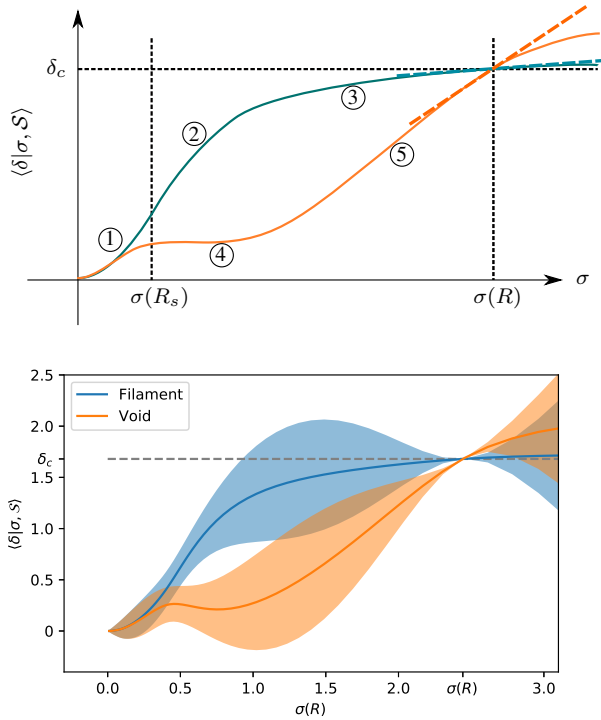 δ_c
⟨δ|σ, 𝒮⟩
①
②
③
④
⑤
σ(R_s)
σ(R)
σ
2.5
Filament
Void
2.0
δ_c
1.5
⟨δ|σ, 𝒮⟩
1.0
0.5
0
0.0 0.5 1.0 1.5 2.0 σ(R) 3.0
σ(R)